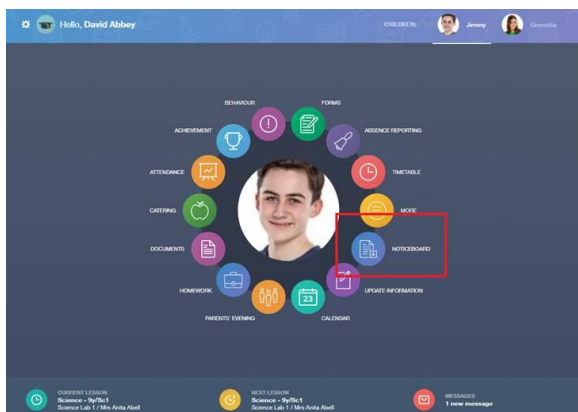 Hello, David Abbey
CHILDREN
Jimmy
BEHAVIOUR
FORMS
ACHIEVEMENT
ABSENCE REPORTING
ATTENDANCE
TIMETABLE
CATERING
MORE
DOCUMENTS
NOTICEBOARD
HOMEWORK
UPDATE INFORMATION
23
PARENTS' EVENING
CALENDAR
CURRENT LESSON
Science - 9y/Sc1
Science Lab 1 / Mrs Anita Abell
NEXT LESSON
Science - 9y/Sc1
Science Lab 1 / Mrs Anita Abell
MESSAGES
1 new message